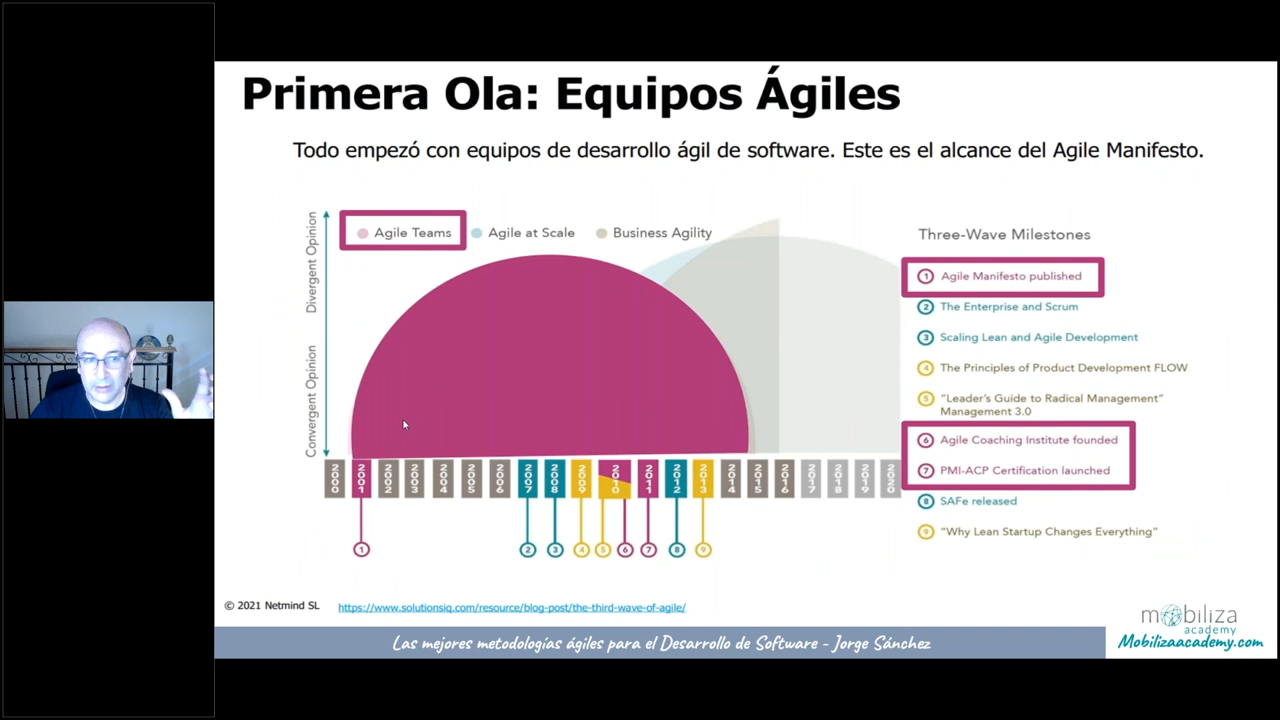 Primera Ola: Equipos Ágiles
Todo empezó con equipos de desarrollo ágil de software. Este es el alcance del Agile Manifesto.
Divergent Opinion
Convergent Opinion
Agile Teams
Agile at Scale
Business Agility
2000 2001 2002 2003 2004 2005 2006 2007 2008 2009 2010 2011 2012 2013 2014 2015 2016 2017 2018 2019 2020
1 2 3 4 5 6 7 8 9
Three-Wave Milestones
1 Agile Manifesto published
2 The Enterprise and Scrum
3 Scaling Lean and Agile Development
4 The Principles of Product Development FLOW
5 "Leader's Guide to Radical Management"
Management 3.0
6 Agile Coaching Institute founded
7 PMI-ACP Certification launched
8 SAFe released
9 "Why Lean Startup Changes Everything"
© 2021 Netmind SL
https://www.solutionsiq.com/resource/blog-post/the-third-wave-of-agile/
mobiliza
academy
Las mejores metodologías ágiles para el Desarrollo de Software - Jorge Sánchez
Mobilizaacademy.com